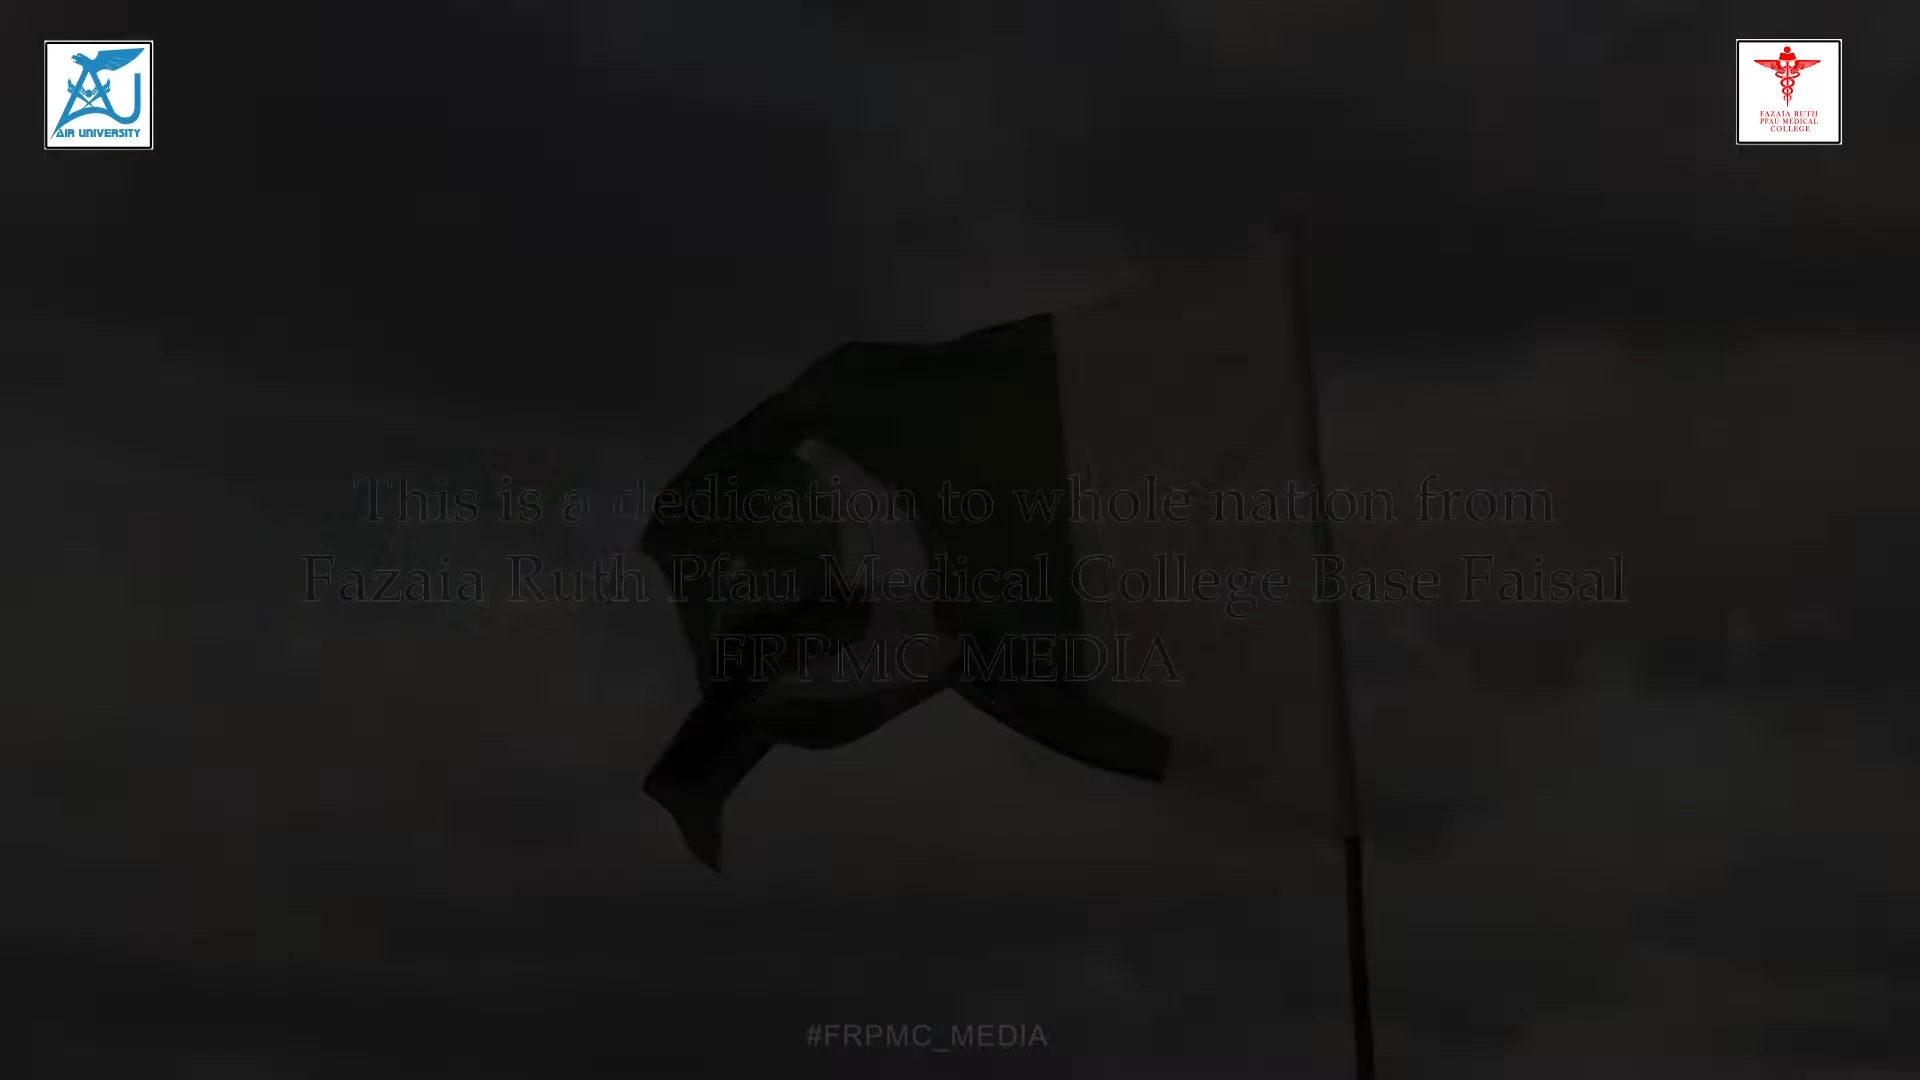 AIR UNIVERSITY
FAZAIA RUTH
PFAU MEDICAL
COLLEGE
This is a dedication to whole nation from
Fazaia Ruth Pfau Medical College Base Faisal
FRPMC MEDIA
#FRPMC_MEDIA